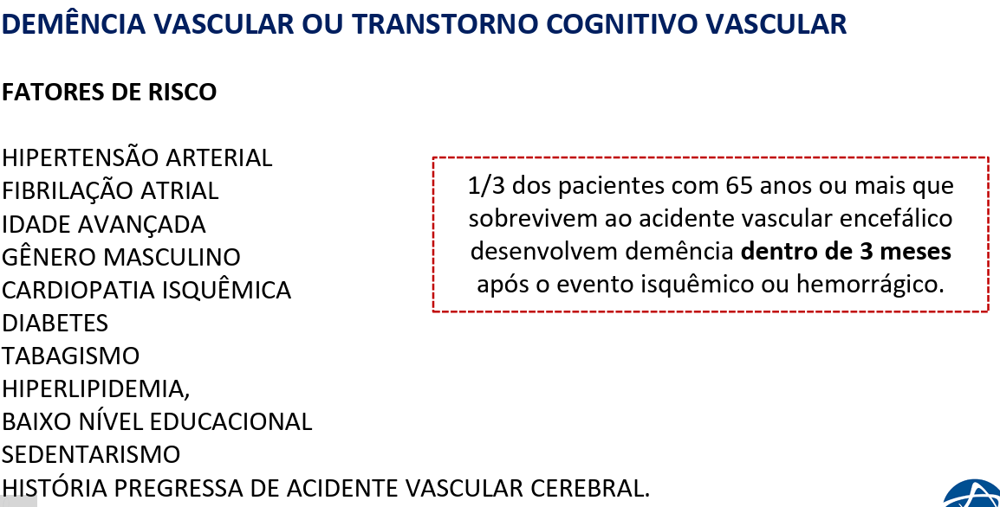 DEMÊNCIA VASCULAR OU TRANSTORNO COGNITIVO VASCULAR
FATORES DE RISCO
HIPERTENSÃO ARTERIAL
FIBRILAÇÃO ATRIAL
IDADE AVANÇADA
GÊNERO MASCULINO
CARDIOPATIA ISQUÊMICA
DIABETES
TABAGISMO
HIPERLIPIDEMIA,
BAIXO NÍVEL EDUCACIONAL
SEDENTARISMO
HISTÓRIA PREGRESSA DE ACIDENTE VASCULAR CEREBRAL.
1/3 dos pacientes com 65 anos ou mais que
sobrevivem ao acidente vascular encefálico
desenvolvem demência dentro de 3 meses
após o evento isquêmico ou hemorrágico.